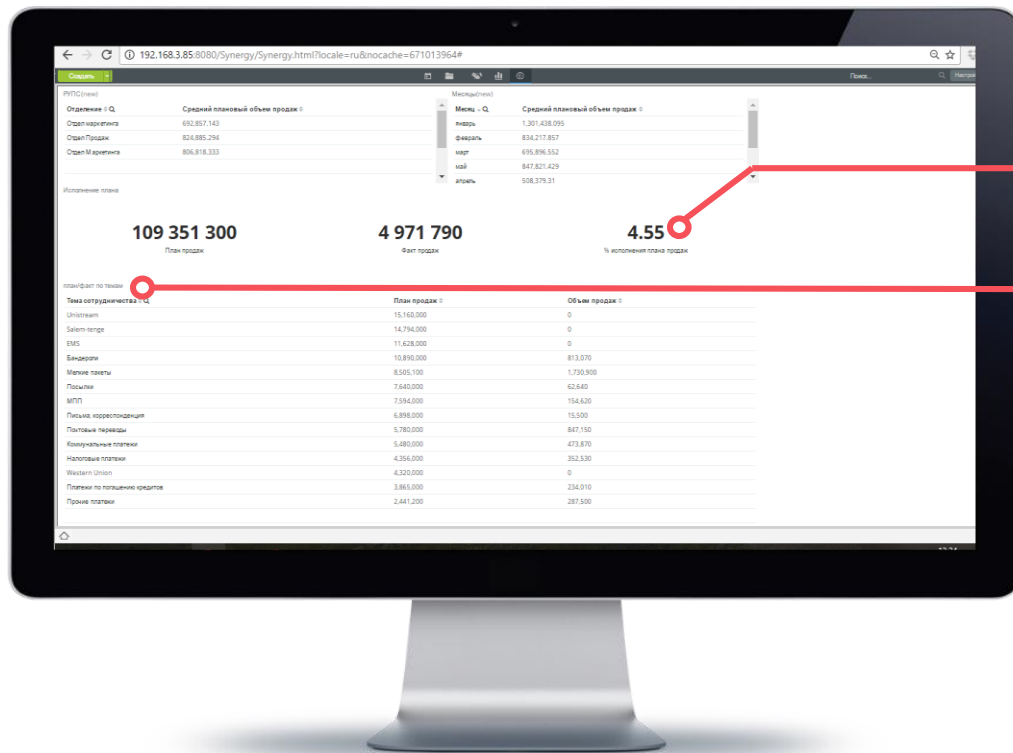 192.168.3.85:8080/Synergy/Synergy.html?locale=ru&nocache=671013964#
Создать
Поиск...
РУПС(new)
Отделение Средний плановый объем продаж
Отдел маркетинга 692,857.143
Отдел Продаж 824,885.294
Отдел Маркетинга 806,818.333
Месяцы(new)
Месяц Средний плановый объем продаж
январь 1,301,438.095
февраль 834,217.857
март 695,896.552
май 847,821.429
апрель 508,379.31
Исполнение плана
109 351 300 4 971 790 4.55
План продаж Факт продаж % исполнения плана продаж
план/факт по темам
Тема сотрудничества План продаж Объем продаж
Unistream 15,160,000 0
Salem-tenge 14,794,000 0
EMS 11,628,000 0
Бандероли 10,890,000 813,070
Мелкие пакеты 8,505,100 1,730,900
Посылки 7,640,000 62,640
МПП 7,594,000 154,620
Письма, корреспонденция 6,898,000 15,500
Почтовые переводы 5,780,000 847,150
Коммунальные платежи 5,480,000 473,870
Налоговые платежи 4,356,000 352,530
Western Union 4,320,000 0
Платежи по погашению кредитов 3,865,000 234,010
Прочие платежи 2,441,200 287,500